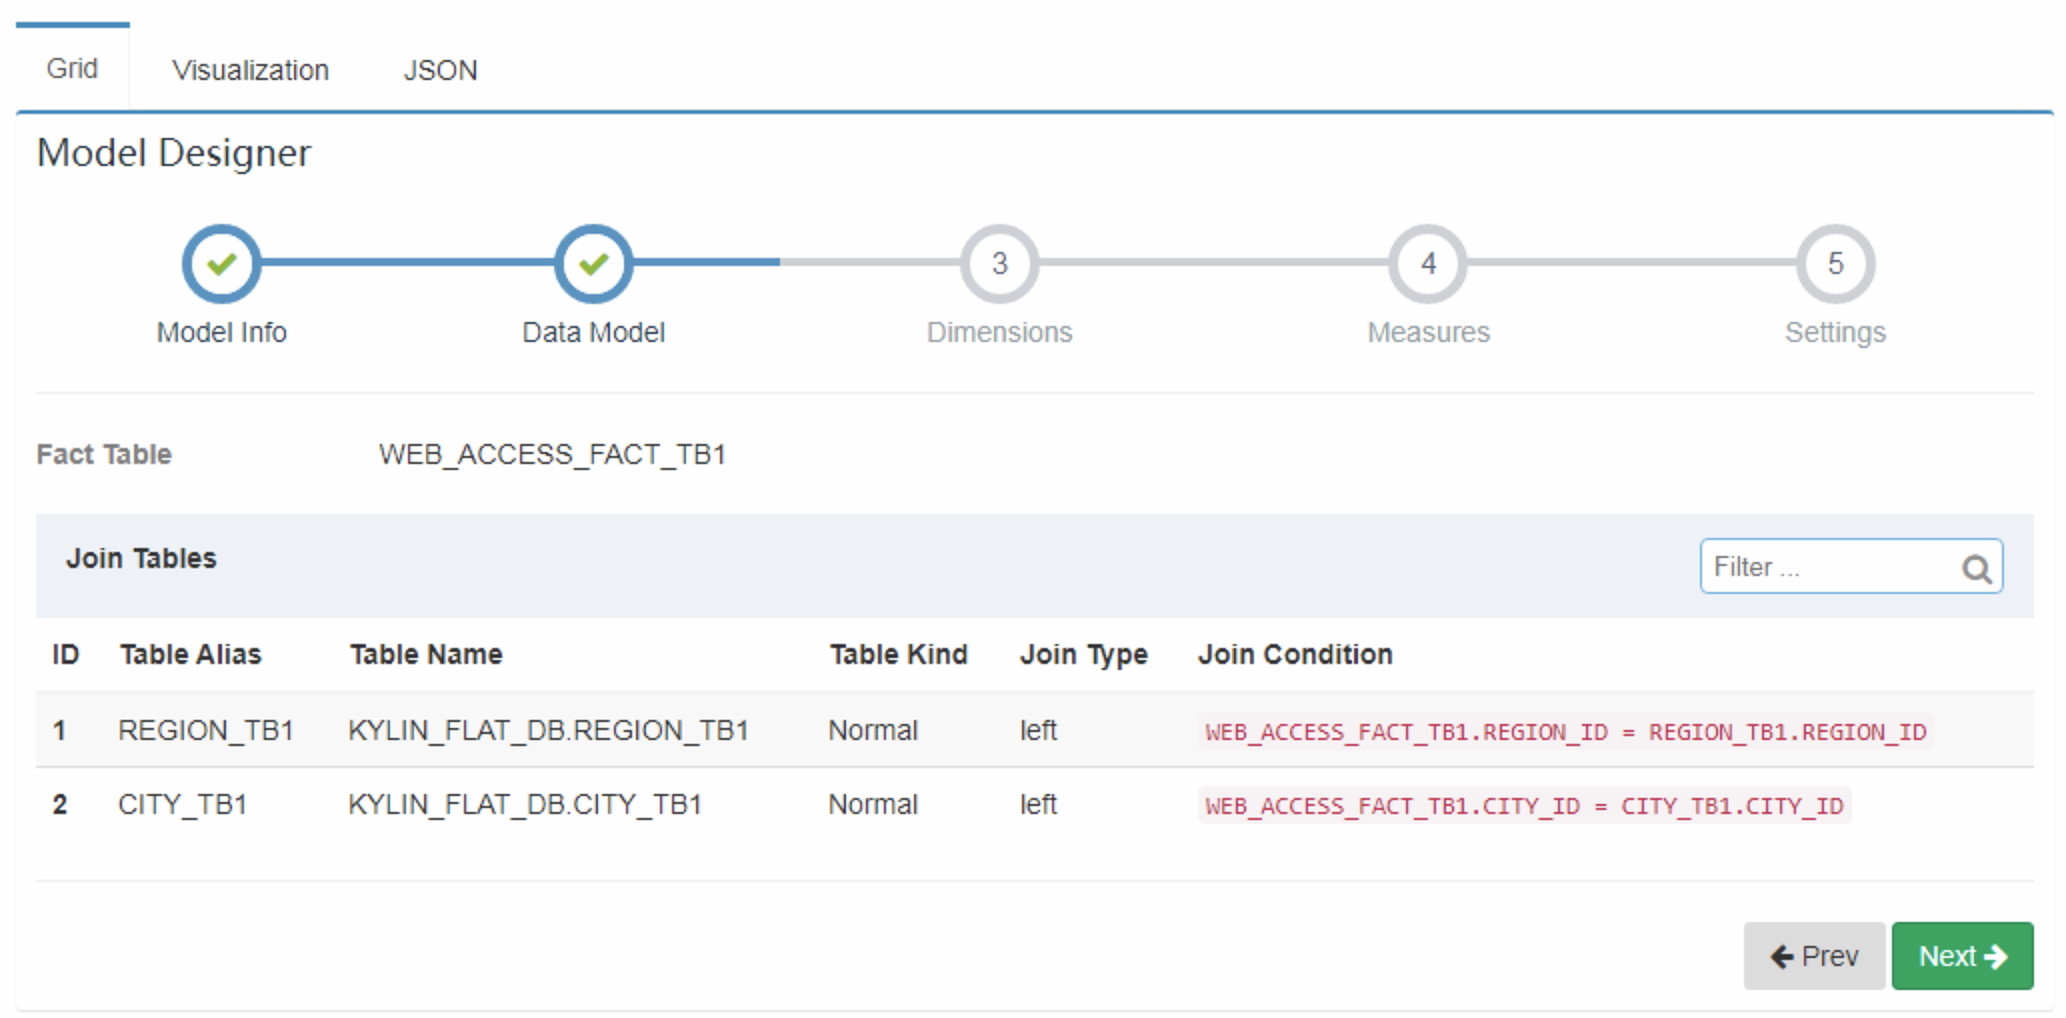 Grid Visualization JSON
Model Designer
3 4 5
Model Info Data Model Dimensions Measures Settings
Fact Table WEB_ACCESS_FACT_TB1
Join Tables Filter ...
ID Table Alias Table Name Table Kind Join Type Join Condition
1 REGION_TB1 KYLIN_FLAT_DB.REGION_TB1 Normal left WEB_ACCESS_FACT_TB1.REGION_ID = REGION_TB1.REGION_ID
2 CITY_TB1 KYLIN_FLAT_DB.CITY_TB1 Normal left WEB_ACCESS_FACT_TB1.CITY_ID = CITY_TB1.CITY_ID
Prev Next